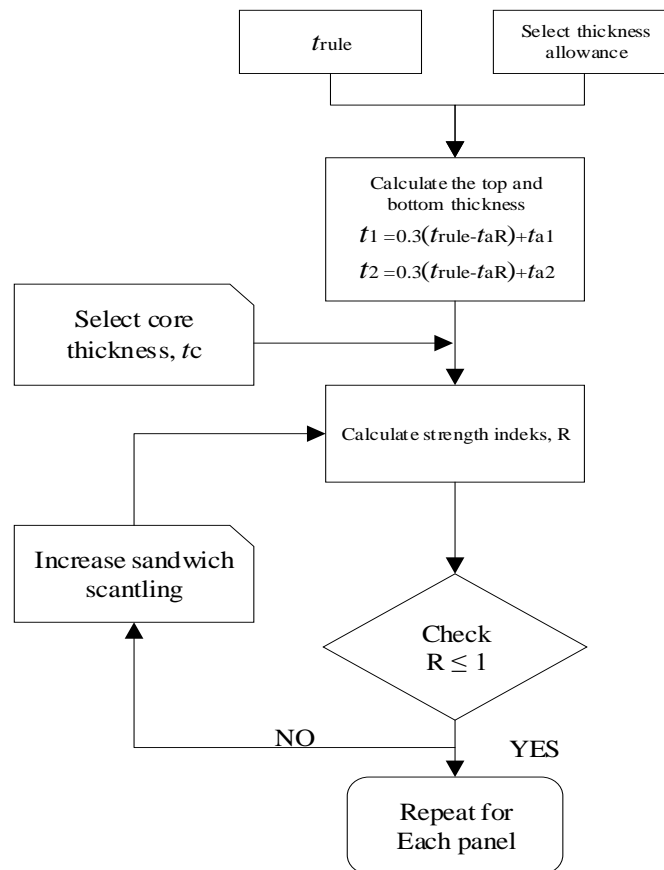 trule
Select thickness
allowance
Calculate the top and
bottom thickness
t1 =0.3(trule-taR)+ta1
t2 =0.3(trule-taR)+ta2
Select core
thickness, tc
Calculate strength indeks, R
Increase sandwich
scantling
Check
R ≤ 1
NO
YES
Repeat for
Each panel